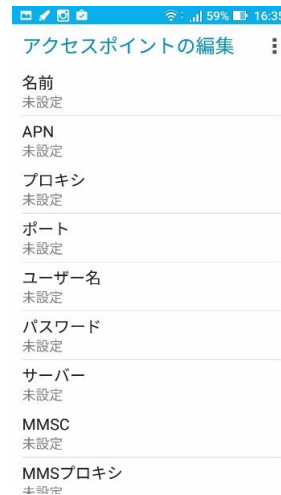 59% 16:35
アクセスポイントの編集
名前
未設定
APN
未設定
プロキシ
未設定
ポート
未設定
ユーザー名
未設定
パスワード
未設定
サーバー
未設定
MMSC
未設定
MMSプロキシ
未設定